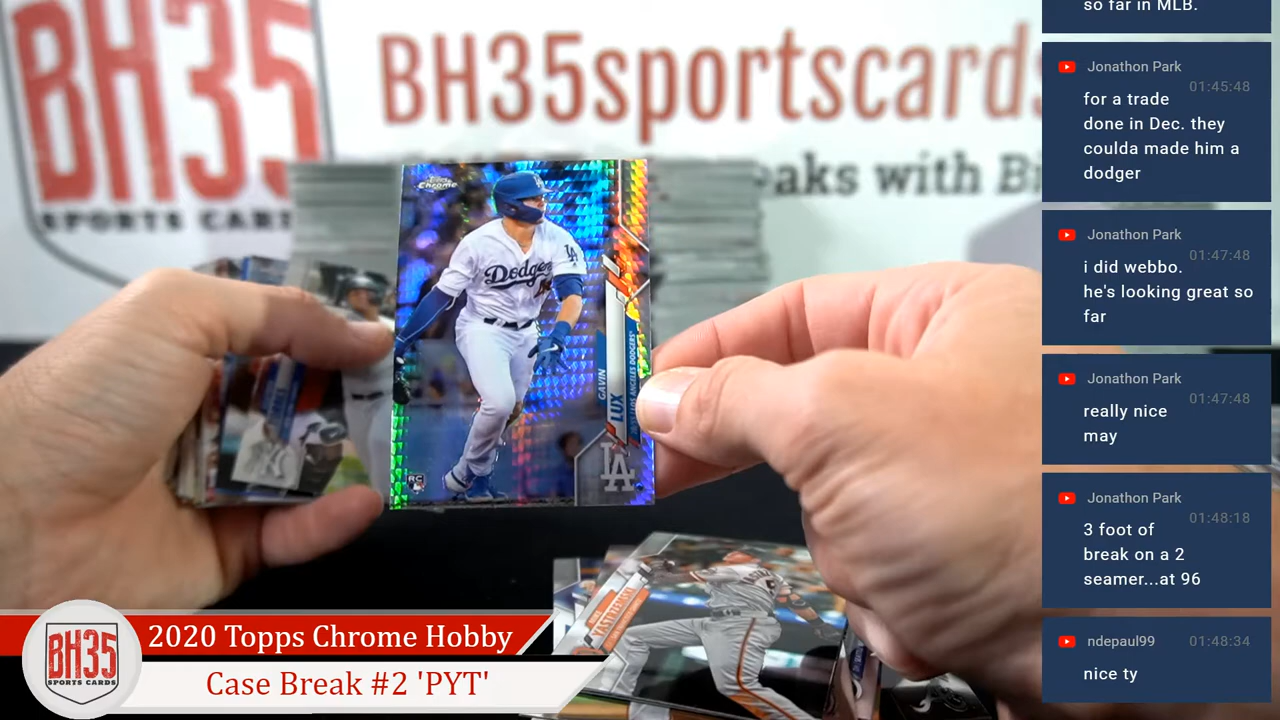 BH35
SPORTS CARDS
BH35sportscards
eaks with Bi
Topps
Chrome
Dodgers
LA
GAVIN
LUX
LOS ANGELES DODGERS
LA
RC
YASTRZEMSKI
BH35
SPORTS CARDS
2020 Topps Chrome Hobby
Case Break #2 'PYT'
so far in MLB.
Jonathon Park
01:45:48
for a trade
done in Dec. they
coulda made him a
dodger
Jonathon Park
01:47:48
i did webbo.
he's looking great so
far
Jonathon Park
01:47:48
really nice
may
Jonathon Park
01:48:18
3 foot of
break on a 2
seamer...at 96
ndepaul99
01:48:34
nice ty